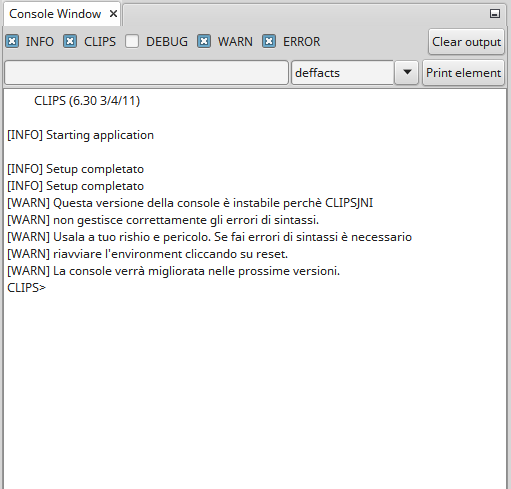 Console Window
INFO CLIPS DEBUG WARN ERROR Clear output
deffacts Print element
CLIPS (6.30 3/4/11)
[INFO] Starting application
[INFO] Setup completato
[INFO] Setup completato
[WARN] Questa versione della console è instabile perchè CLIPSJNI
[WARN] non gestisce correttamente gli errori di sintassi.
[WARN] Usala a tuo rishio e pericolo. Se fai errori di sintassi è necessario
[WARN] riavviare l'environment cliccando su reset.
[WARN] La console verrà migliorata nelle prossime versioni.
CLIPS>